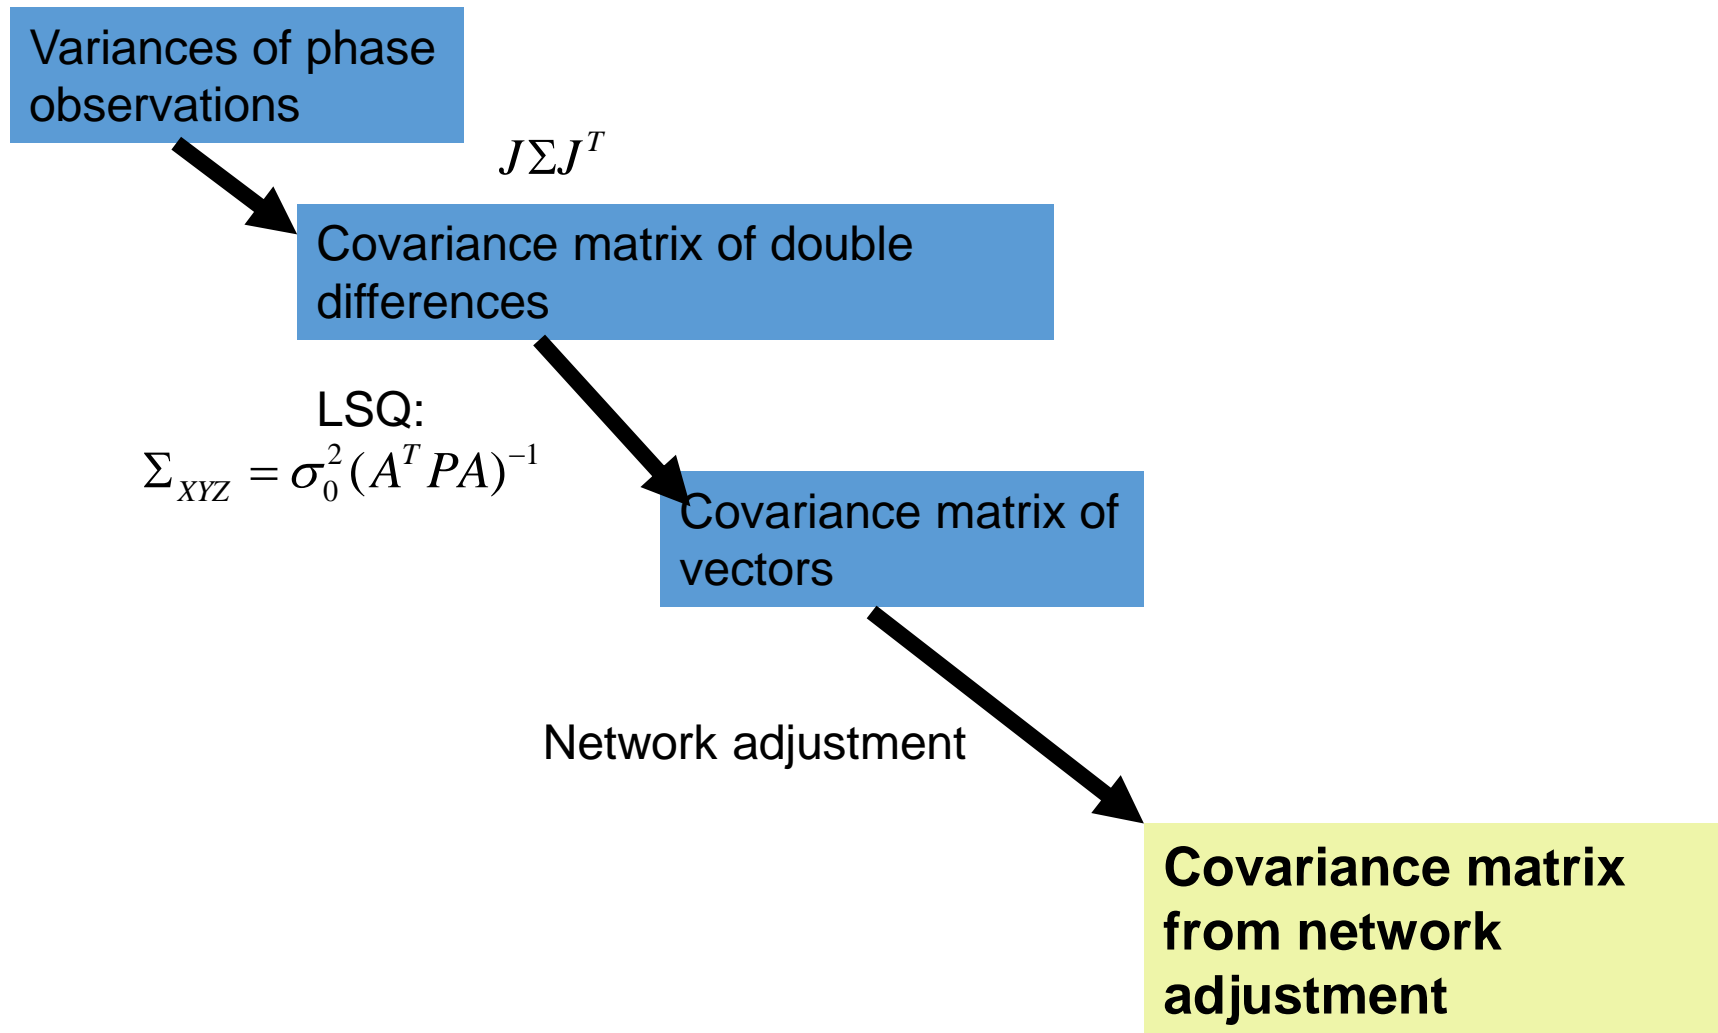 Variances of phase
observations
JΣJ^T
Covariance matrix of double
differences
LSQ:
Σ_XYZ = σ_0^2 (A^T PA)^−1
Covariance matrix of
vectors
Network adjustment
Covariance matrix
from network
adjustment